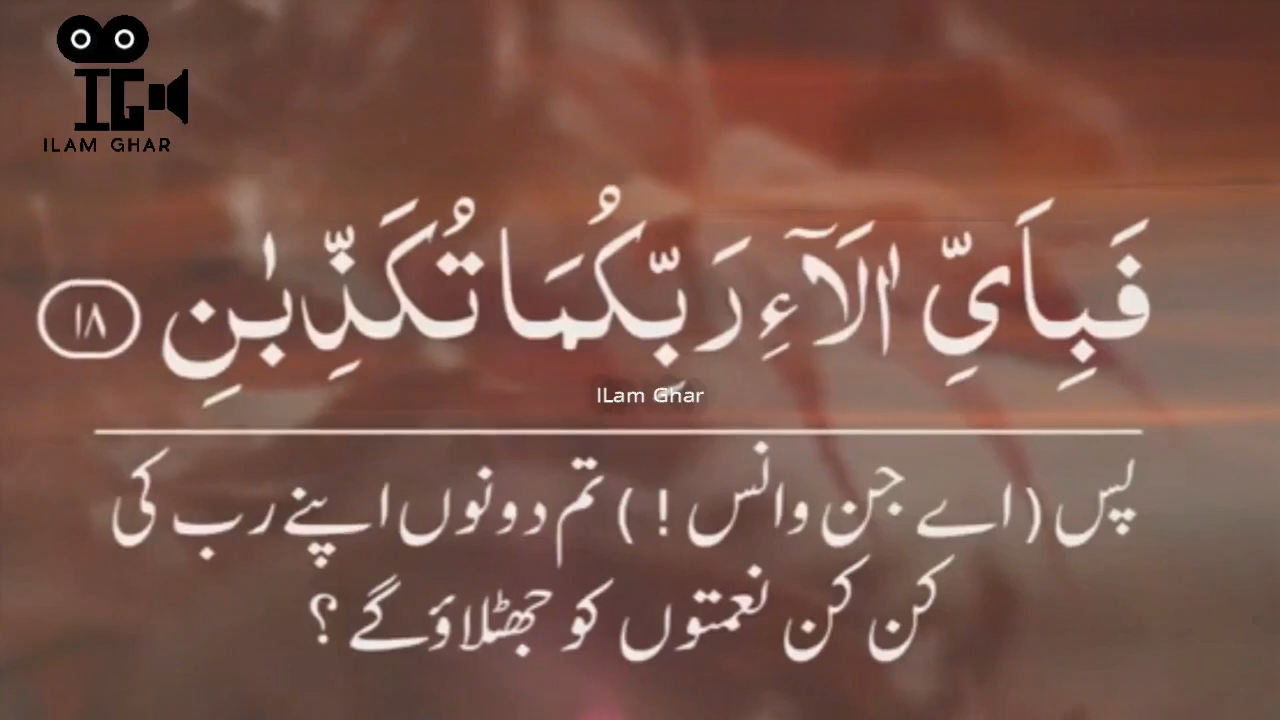 IG
ILAM GHAR
فَبِاَيِّ اٰلَآءِ رَبِّكُمَا تُكَذِّبٰنِ ۱۸
ILam Ghar
پس (اے جن وانس !) تم دونوں اپنے رب کی
کن کن نعمتوں کو جھٹلاؤ گے ؟